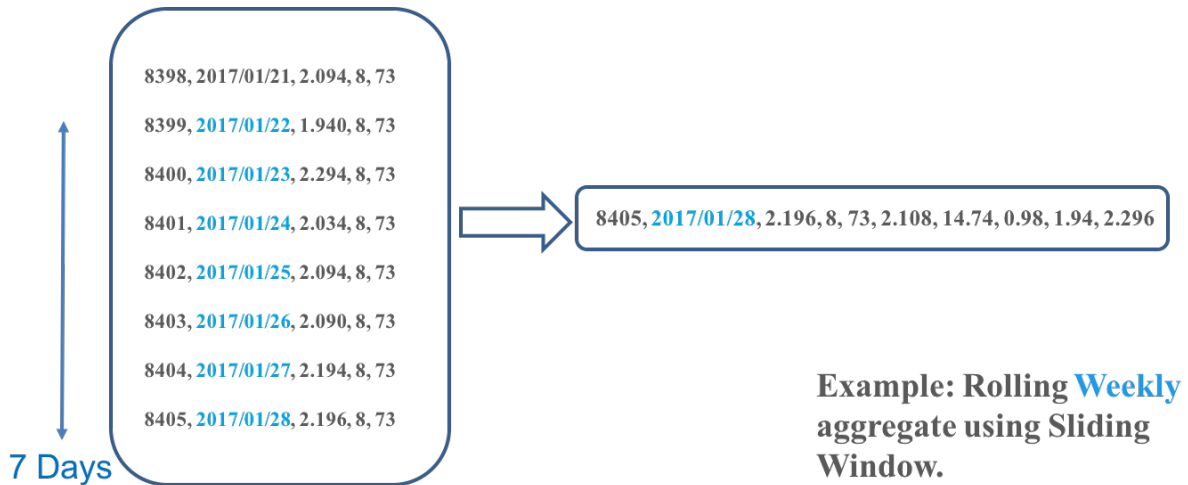 8398, 2017/01/21, 2.094, 8, 73
8399, 2017/01/22, 1.940, 8, 73
8400, 2017/01/23, 2.294, 8, 73
8401, 2017/01/24, 2.034, 8, 73
8402, 2017/01/25, 2.094, 8, 73
8403, 2017/01/26, 2.090, 8, 73
8404, 2017/01/27, 2.194, 8, 73
8405, 2017/01/28, 2.196, 8, 73
7 Days
8405, 2017/01/28, 2.196, 8, 73, 2.108, 14.74, 0.98, 1.94, 2.296
Example: Rolling Weekly
aggregate using Sliding
Window.